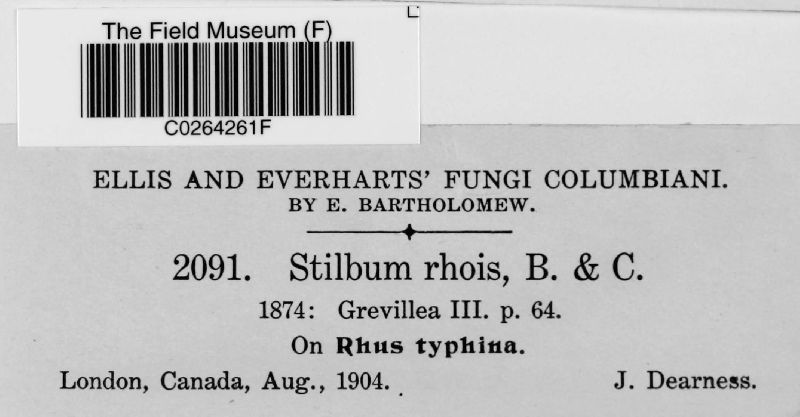 The Field Museum (F)
C0264261F
ELLIS AND EVERHARTS' FUNGI COLUMBIANI.
BY E. BARTHOLOMEW.
2091. Stilbum rhois, B. & C.
1874: Grevillea III. p. 64.
On Rhus typhina.
London, Canada, Aug., 1904. J. Dearness.